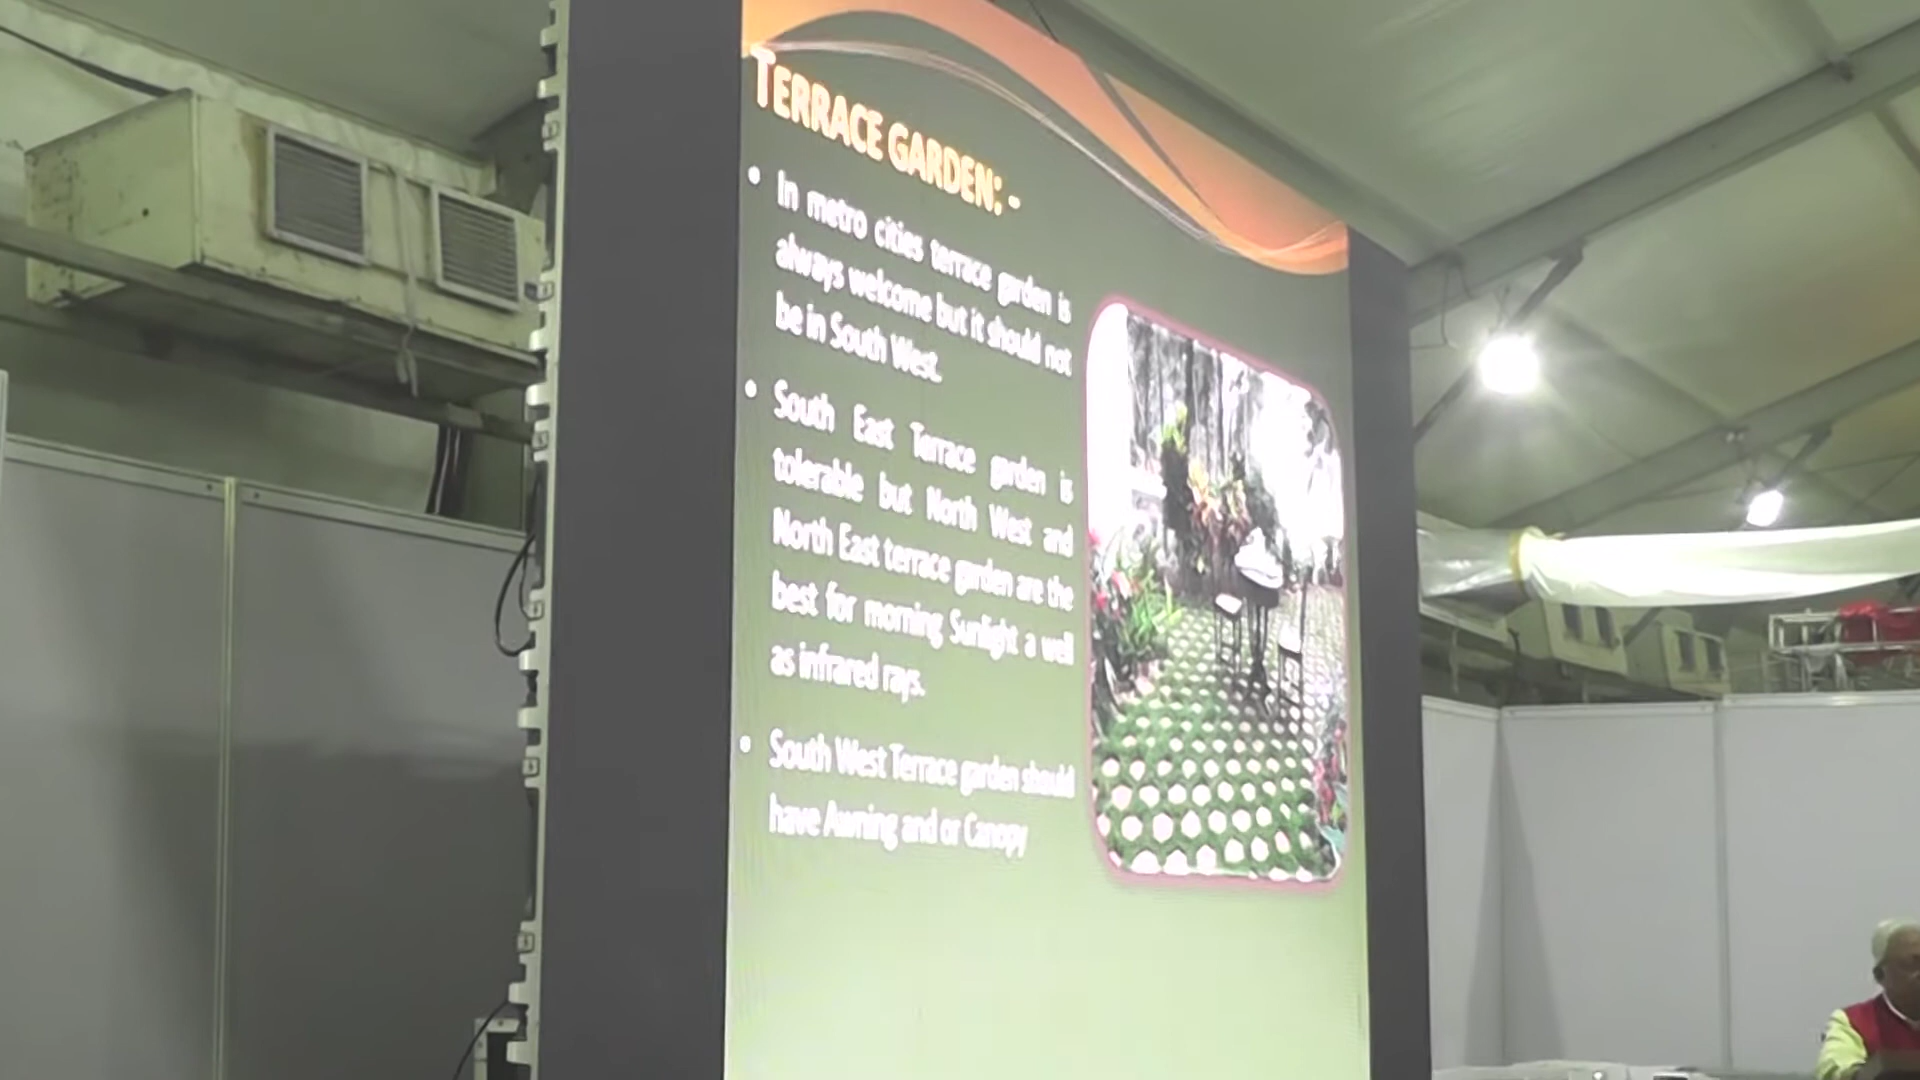 TERRACE GARDEN: -
• In metro cities terrace garden is
always welcome but it should not
be in South West.
• South East Terrace garden is
tolerable but North West and
North East terrace garden are the
best for morning Sunlight a well
as infrared rays.
• South West Terrace garden should
have Awning and or Canopy